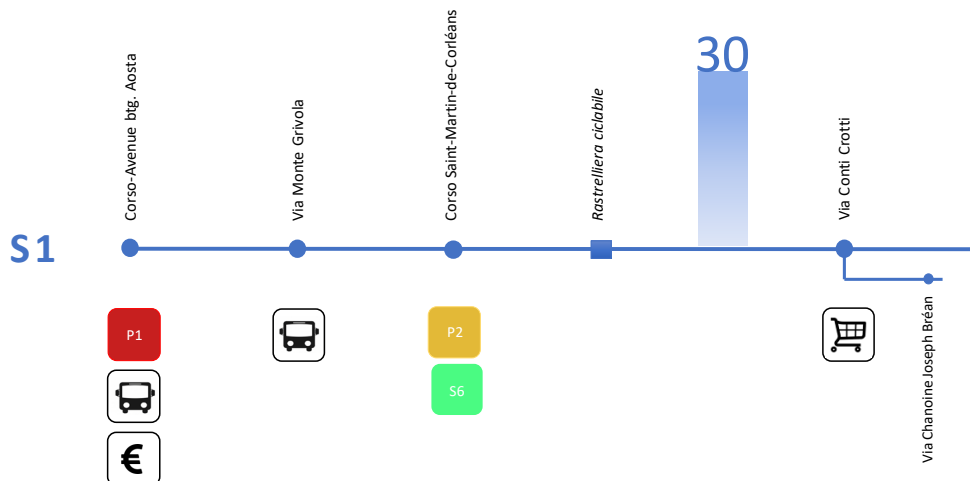 S1
Corso-Avenue btg. Aosta
Via Monte Grivola
Corso Saint-Martin-de-Corléans
Rastrelliera ciclabile
30
Via Conti Crotti
Via Chanoine Joseph Bréan
P1
P2
S6
€